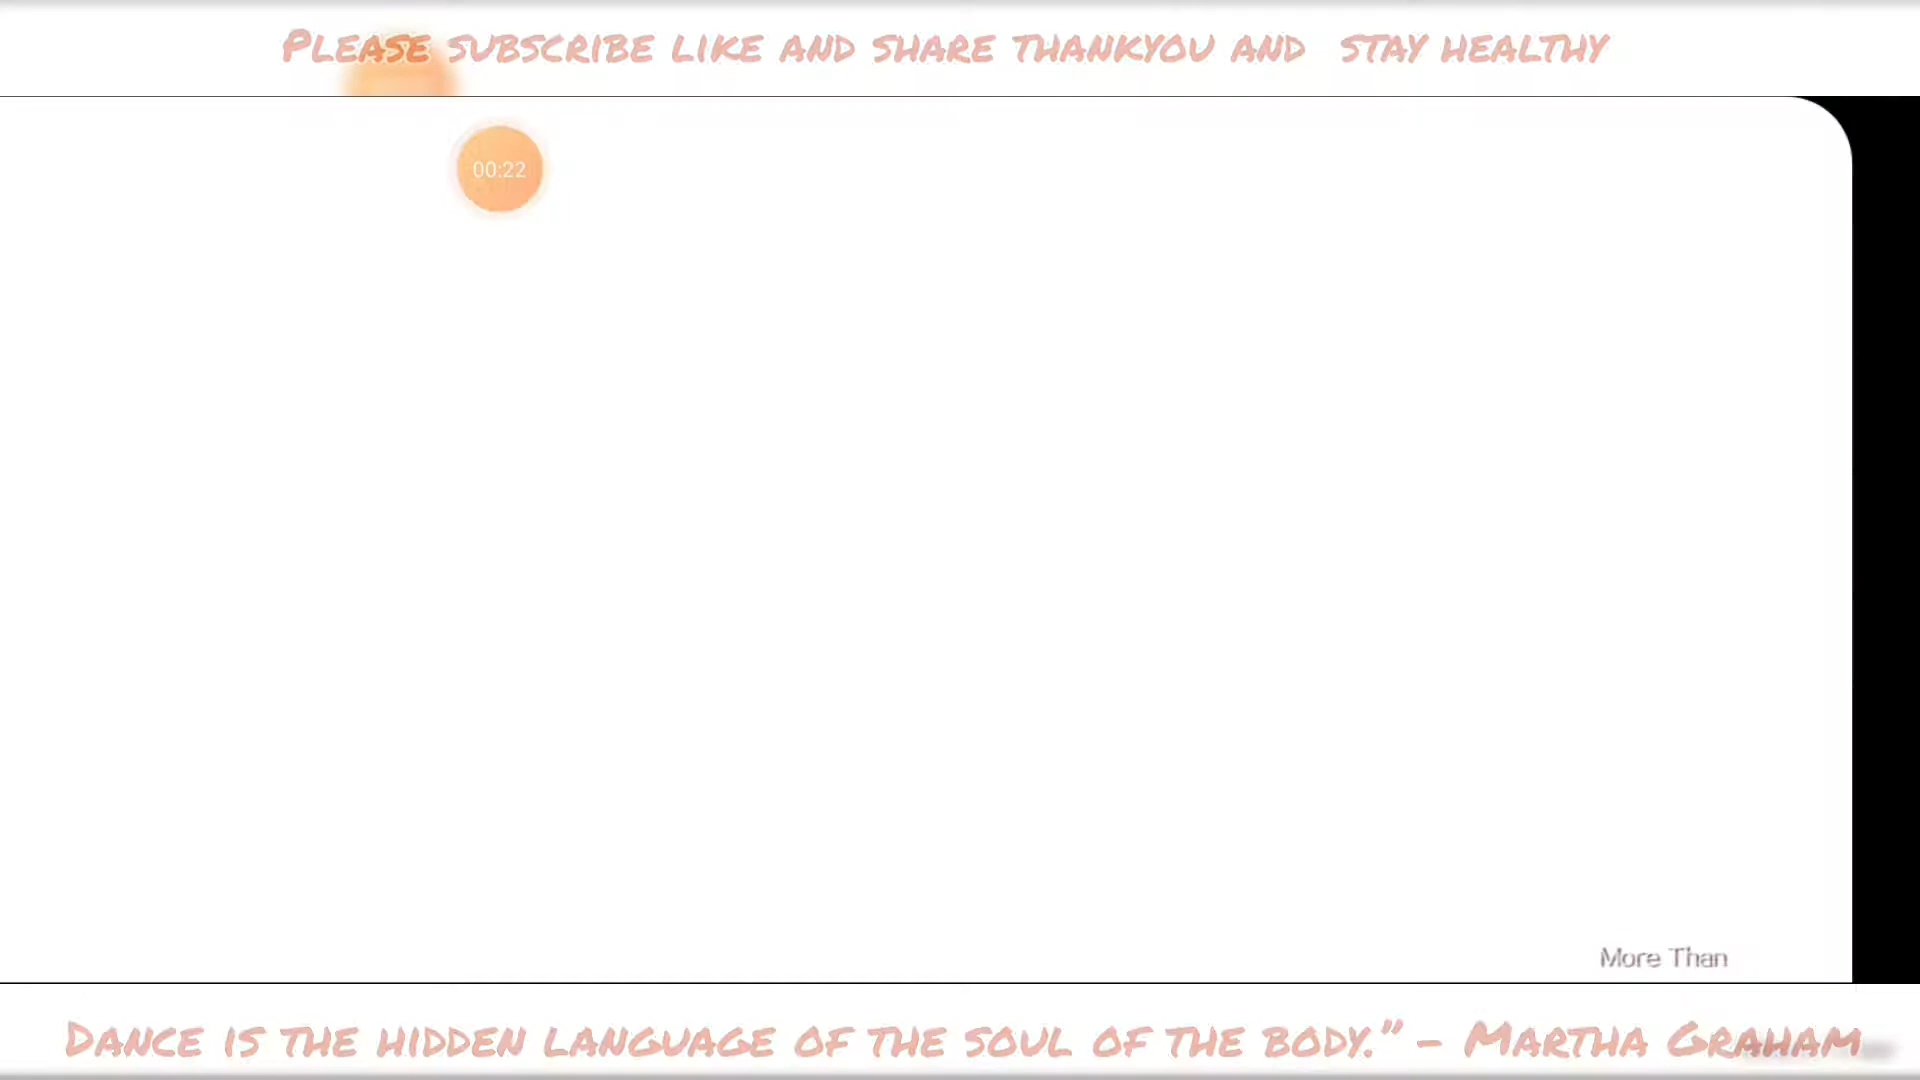 Please subscribe like and share thankyou and stay healthy
00:22
More Than
Dance is the hidden language of the soul of the body.” – Martha Graham